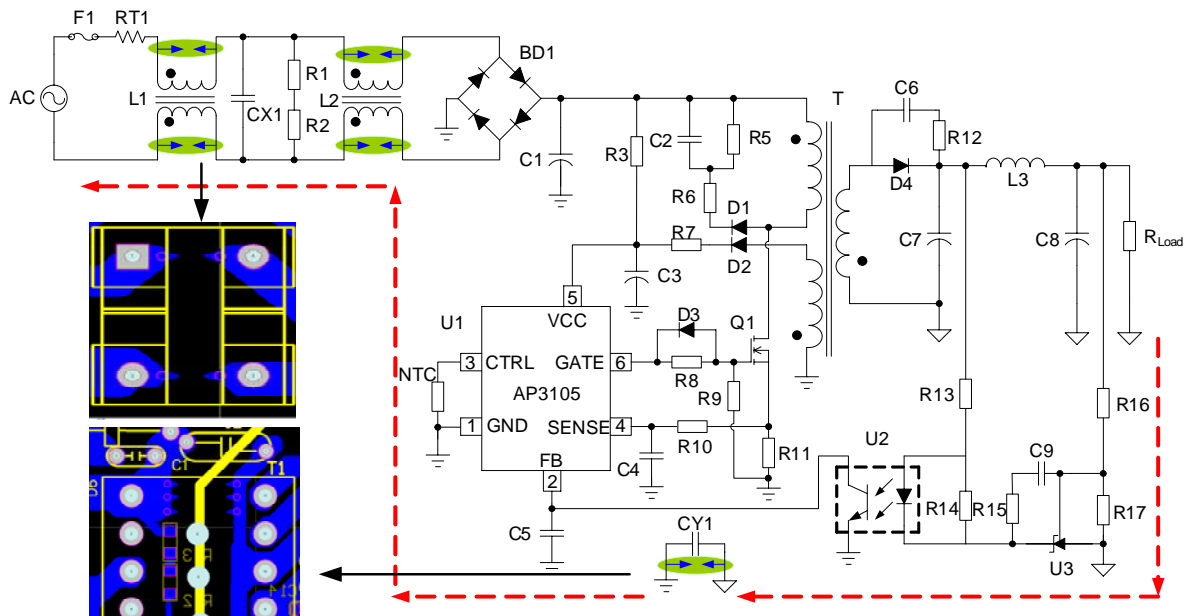 F1
RT1
AC
L1
CX1
R1
R2
L2
BD1
C1
R3
C2
R5
R6
D1
R7
D2
C3
T
C6
R12
D4
L3
C7
C8
RLoad
U1
5
VCC
3
CTRL
GATE
6
NTC
AP3105
1
GND
SENSE
4
FB
2
D3
R8
Q1
R9
R10
R11
C4
C5
CY1
U2
R13
R14
R15
C9
R16
R17
U3
C1
T1